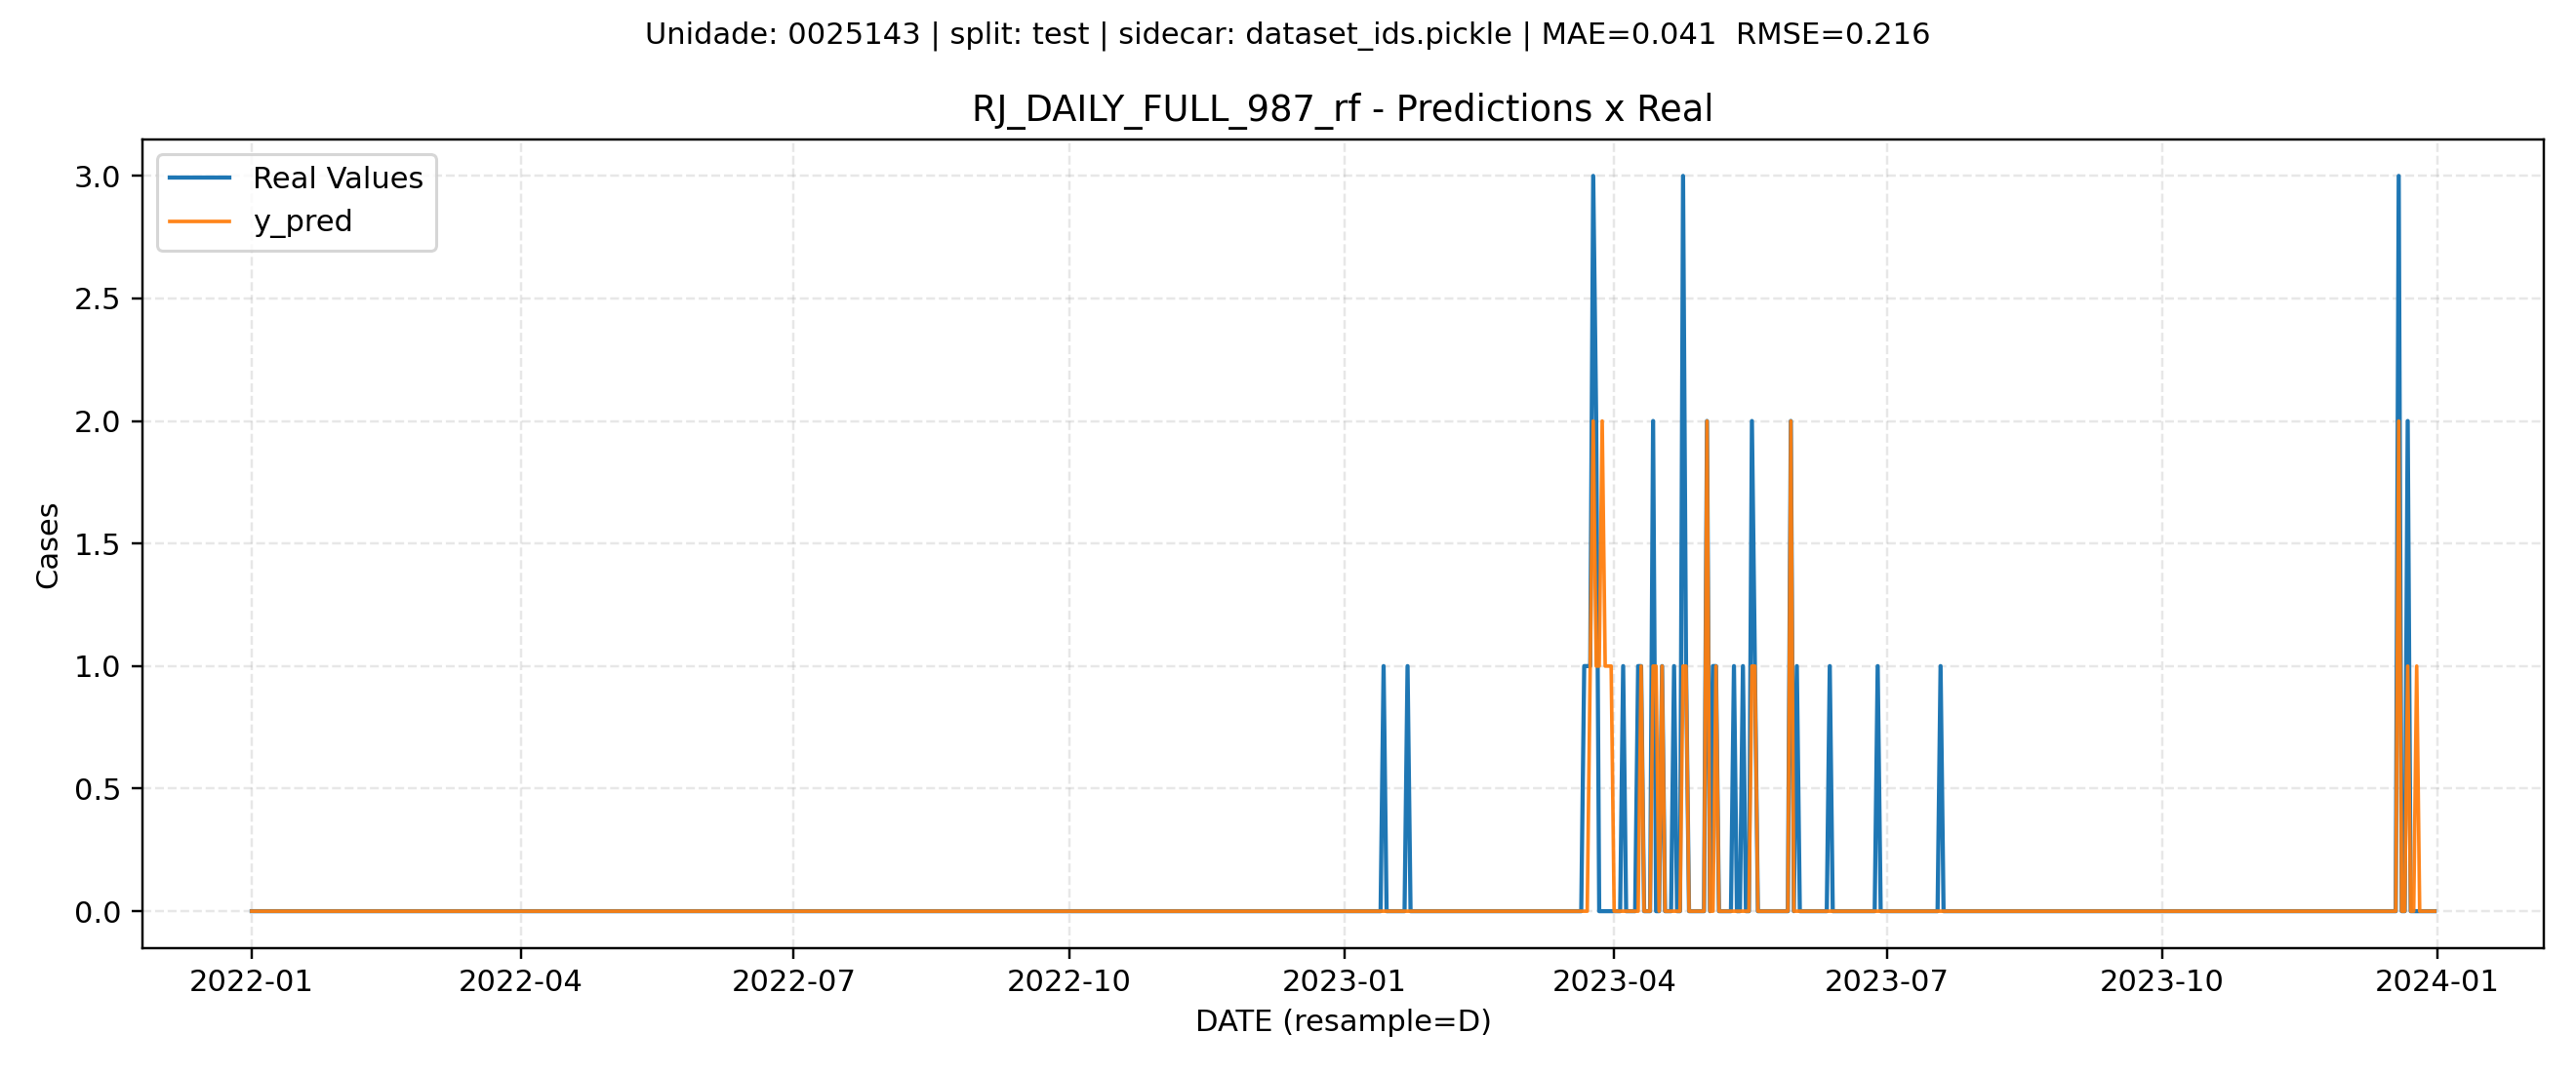 Unidade: 0025143 | split: test | sidecar: dataset_ids.pickle | MAE=0.041  RMSE=0.216
RJ_DAILY_FULL_987_rf - Predictions x Real
Real Values
y_pred
3.0
2.5
2.0
1.5
1.0
0.5
0.0
Cases
2022-01 2022-04 2022-07 2022-10 2023-01 2023-04 2023-07 2023-10 2024-01
DATE (resample=D)